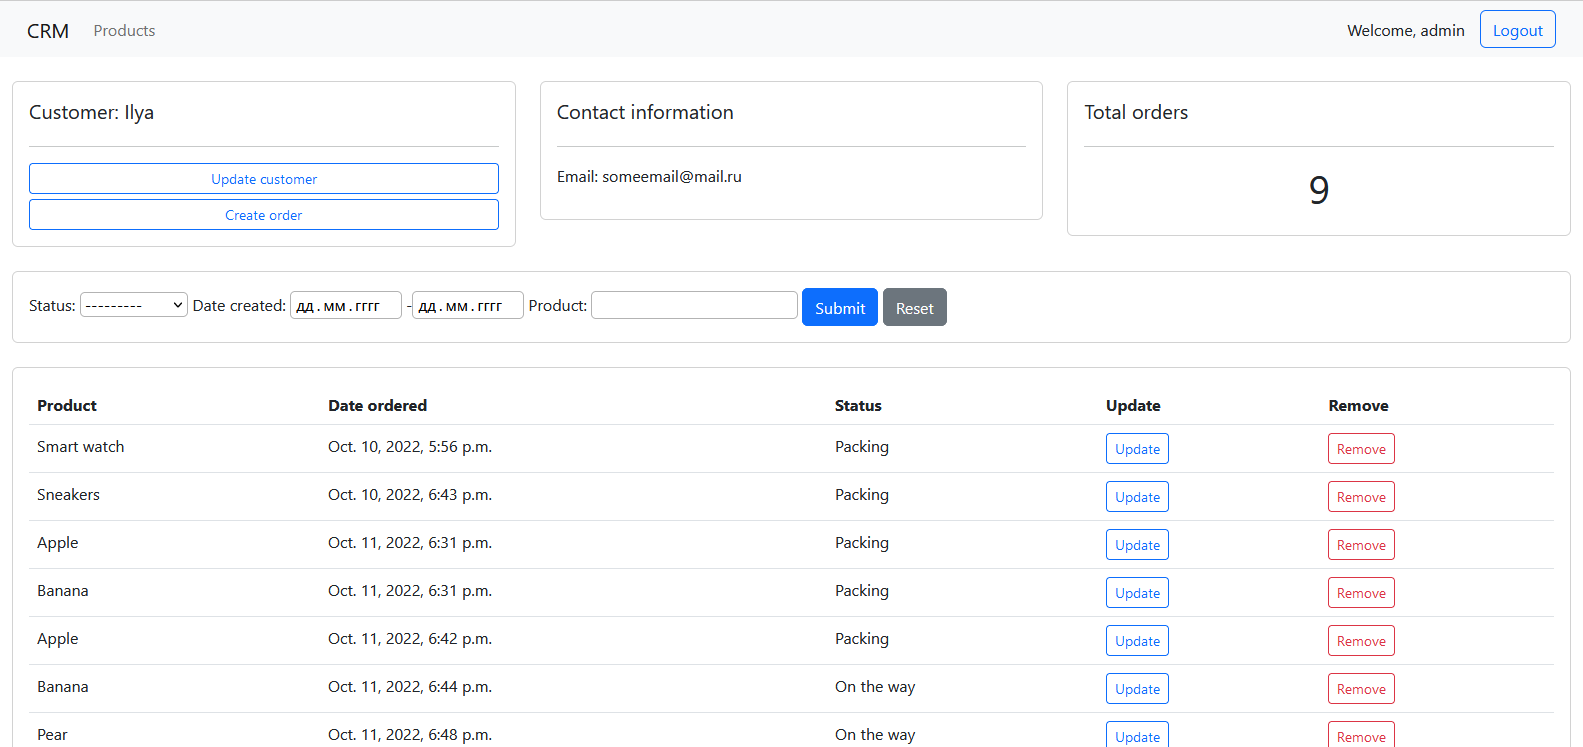 CRM Products Welcome, admin Logout
Customer: Ilya
Update customer
Create order
Contact information
Email: someemail@mail.ru
Total orders
9
Status: --------- Date created: дд.мм.гггг - дд.мм.гггг Product: Submit Reset
Product Date ordered Status Update Remove
Smart watch Oct. 10, 2022, 5:56 p.m. Packing Update Remove
Sneakers Oct. 10, 2022, 6:43 p.m. Packing Update Remove
Apple Oct. 11, 2022, 6:31 p.m. Packing Update Remove
Banana Oct. 11, 2022, 6:31 p.m. Packing Update Remove
Apple Oct. 11, 2022, 6:42 p.m. Packing Update Remove
Banana Oct. 11, 2022, 6:44 p.m. On the way Update Remove
Pear Oct. 11, 2022, 6:48 p.m. On the way Update Remove